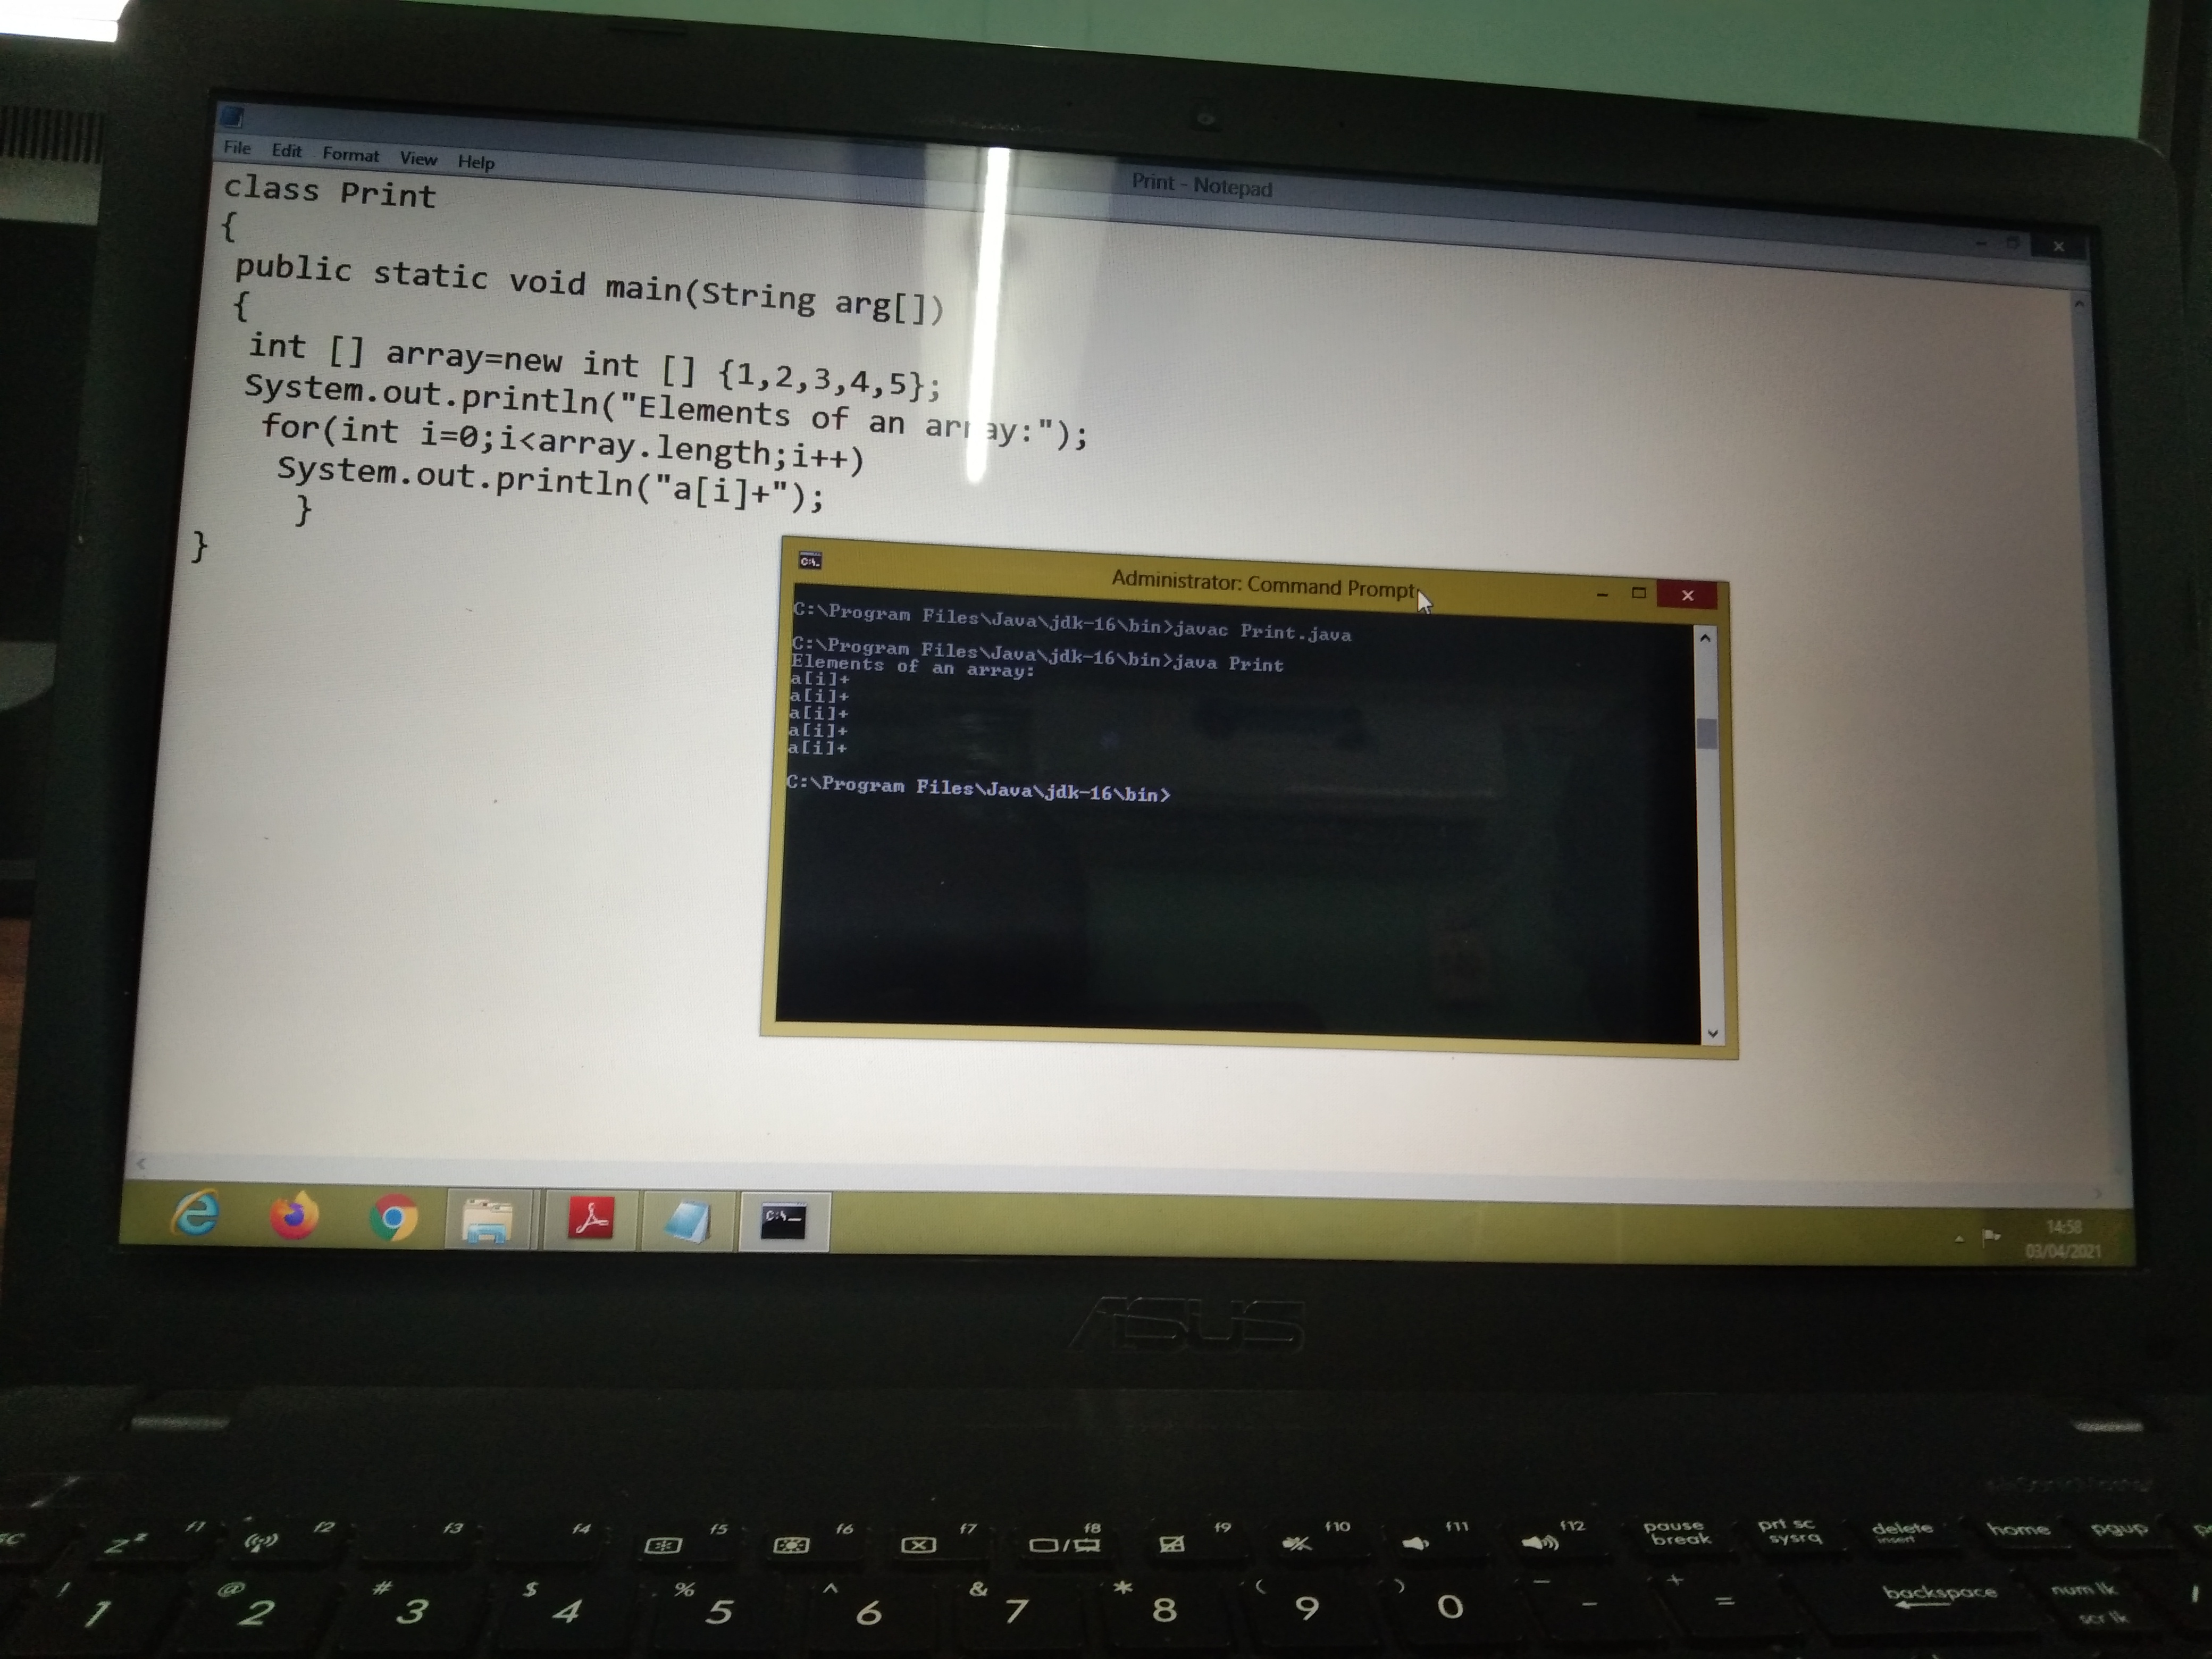 File Edit Format View Help
Print - Notepad
class Print
{
public static void main(String arg[])
{
int [] array=new int [] {1,2,3,4,5};
System.out.println("Elements of an array:");
for(int i=0;i<array.length;i++)
System.out.println("a[i]+");
}
}
Administrator: Command Prompt
C:\Program Files\Java\jdk-16\bin>javac Print.java
C:\Program Files\Java\jdk-16\bin>java Print
Elements of an array:
a[i]+
a[i]+
a[i]+
a[i]+
a[i]+
C:\Program Files\Java\jdk-16\bin>
14:58
03/04/2021
ASUS
f1 f2 f3 f4 f5 f6 f7 f8 f9 f10 f11 f12
pause break prt sc sysrq delete insert home pgup
! 1 @ 2 # 3 $ 4 % 5 ^ 6 & 7 * 8 ( 9 ) 0 _ - + = backspace num lk scr lk